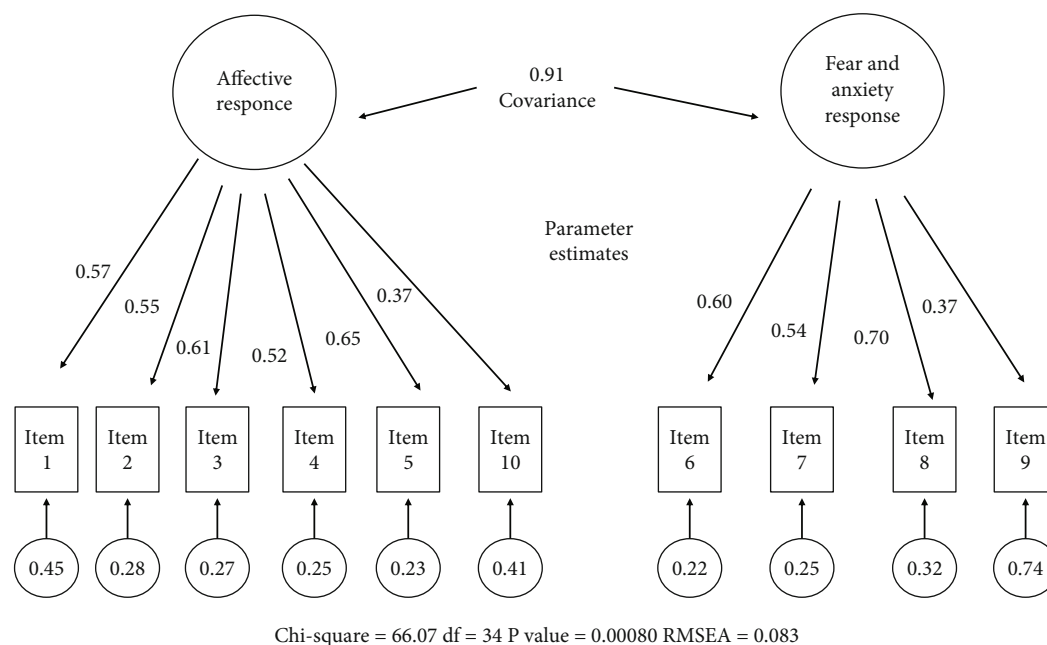 Affective
responce
0.91
Covariance
Fear and
anxiety
response
Parameter
estimates
0.57
0.55
0.61
0.52
0.65
0.37
0.60
0.54
0.70
0.37
Item
1
Item
2
Item
3
Item
4
Item
5
Item
10
Item
6
Item
7
Item
8
Item
9
0.45
0.28
0.27
0.25
0.23
0.41
0.22
0.25
0.32
0.74
Chi-square = 66.07 df = 34 P value = 0.00080 RMSEA = 0.083